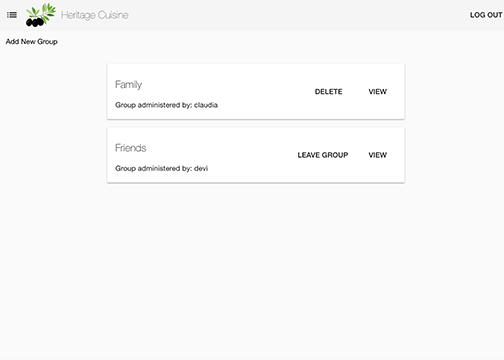 Heritage Cuisine
LOG OUT
Add New Group
Family
DELETE
VIEW
Group administered by: claudia
Friends
LEAVE GROUP
VIEW
Group administered by: devi